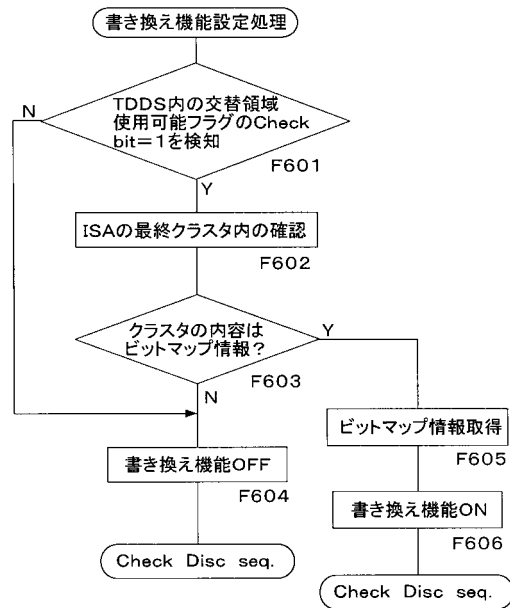 書き換え機能設定処理
N
TDDS内の交替領域
使用可能フラグのCheck
bit=1を検知
F601
Y
ISAの最終クラスタ内の確認
F602
クラスタの内容は
ビットマップ情報?
Y
F603
N
ビットマップ情報取得
F605
書き換え機能OFF
F604
書き換え機能ON
F606
Check Disc seq.
Check Disc seq.